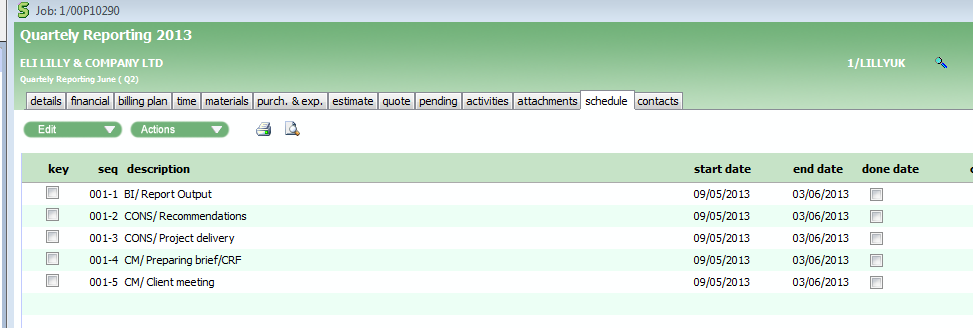 Job: 1/00P10290
Quartely Reporting 2013
ELI LILLY & COMPANY LTD 1/LILLYUK
Quartely Reporting June ( Q2)
details financial billing plan time materials purch. & exp. estimate quote pending activities attachments schedule contacts
Edit Actions
key seq description start date end date done date
001-1 BI/ Report Output 09/05/2013 03/06/2013
001-2 CONS/ Recommendations 09/05/2013 03/06/2013
001-3 CONS/ Project delivery 09/05/2013 03/06/2013
001-4 CM/ Preparing brief/CRF 09/05/2013 03/06/2013
001-5 CM/ Client meeting 09/05/2013 03/06/2013